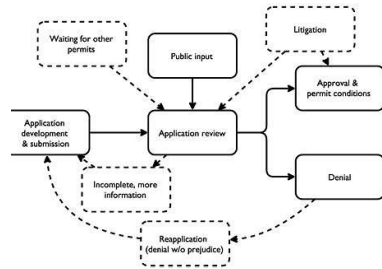 Waiting for other
permits
Public input
Litigation
Approval &
permit conditions
Application
development
& submission
Application review
Incomplete, more
information
Denial
Reapplication
(denial w/o prejudice)